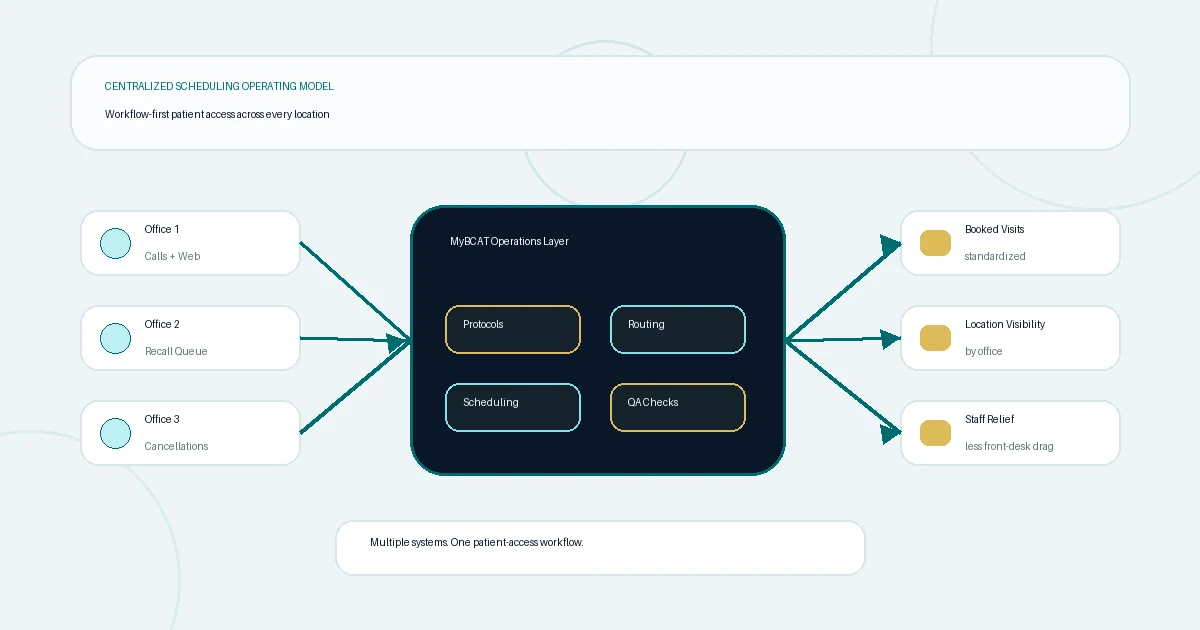 CENTRALIZED SCHEDULING OPERATING MODEL
Workflow-first patient access across every location
Office 1
Calls + Web
Office 2
Recall Queue
Office 3
Cancellations
MyBCAT Operations Layer
Protocols
Routing
Scheduling
QA Checks
Booked Visits
standardized
Location Visibility
by office
Staff Relief
less front-desk drag
Multiple systems. One patient-access workflow.